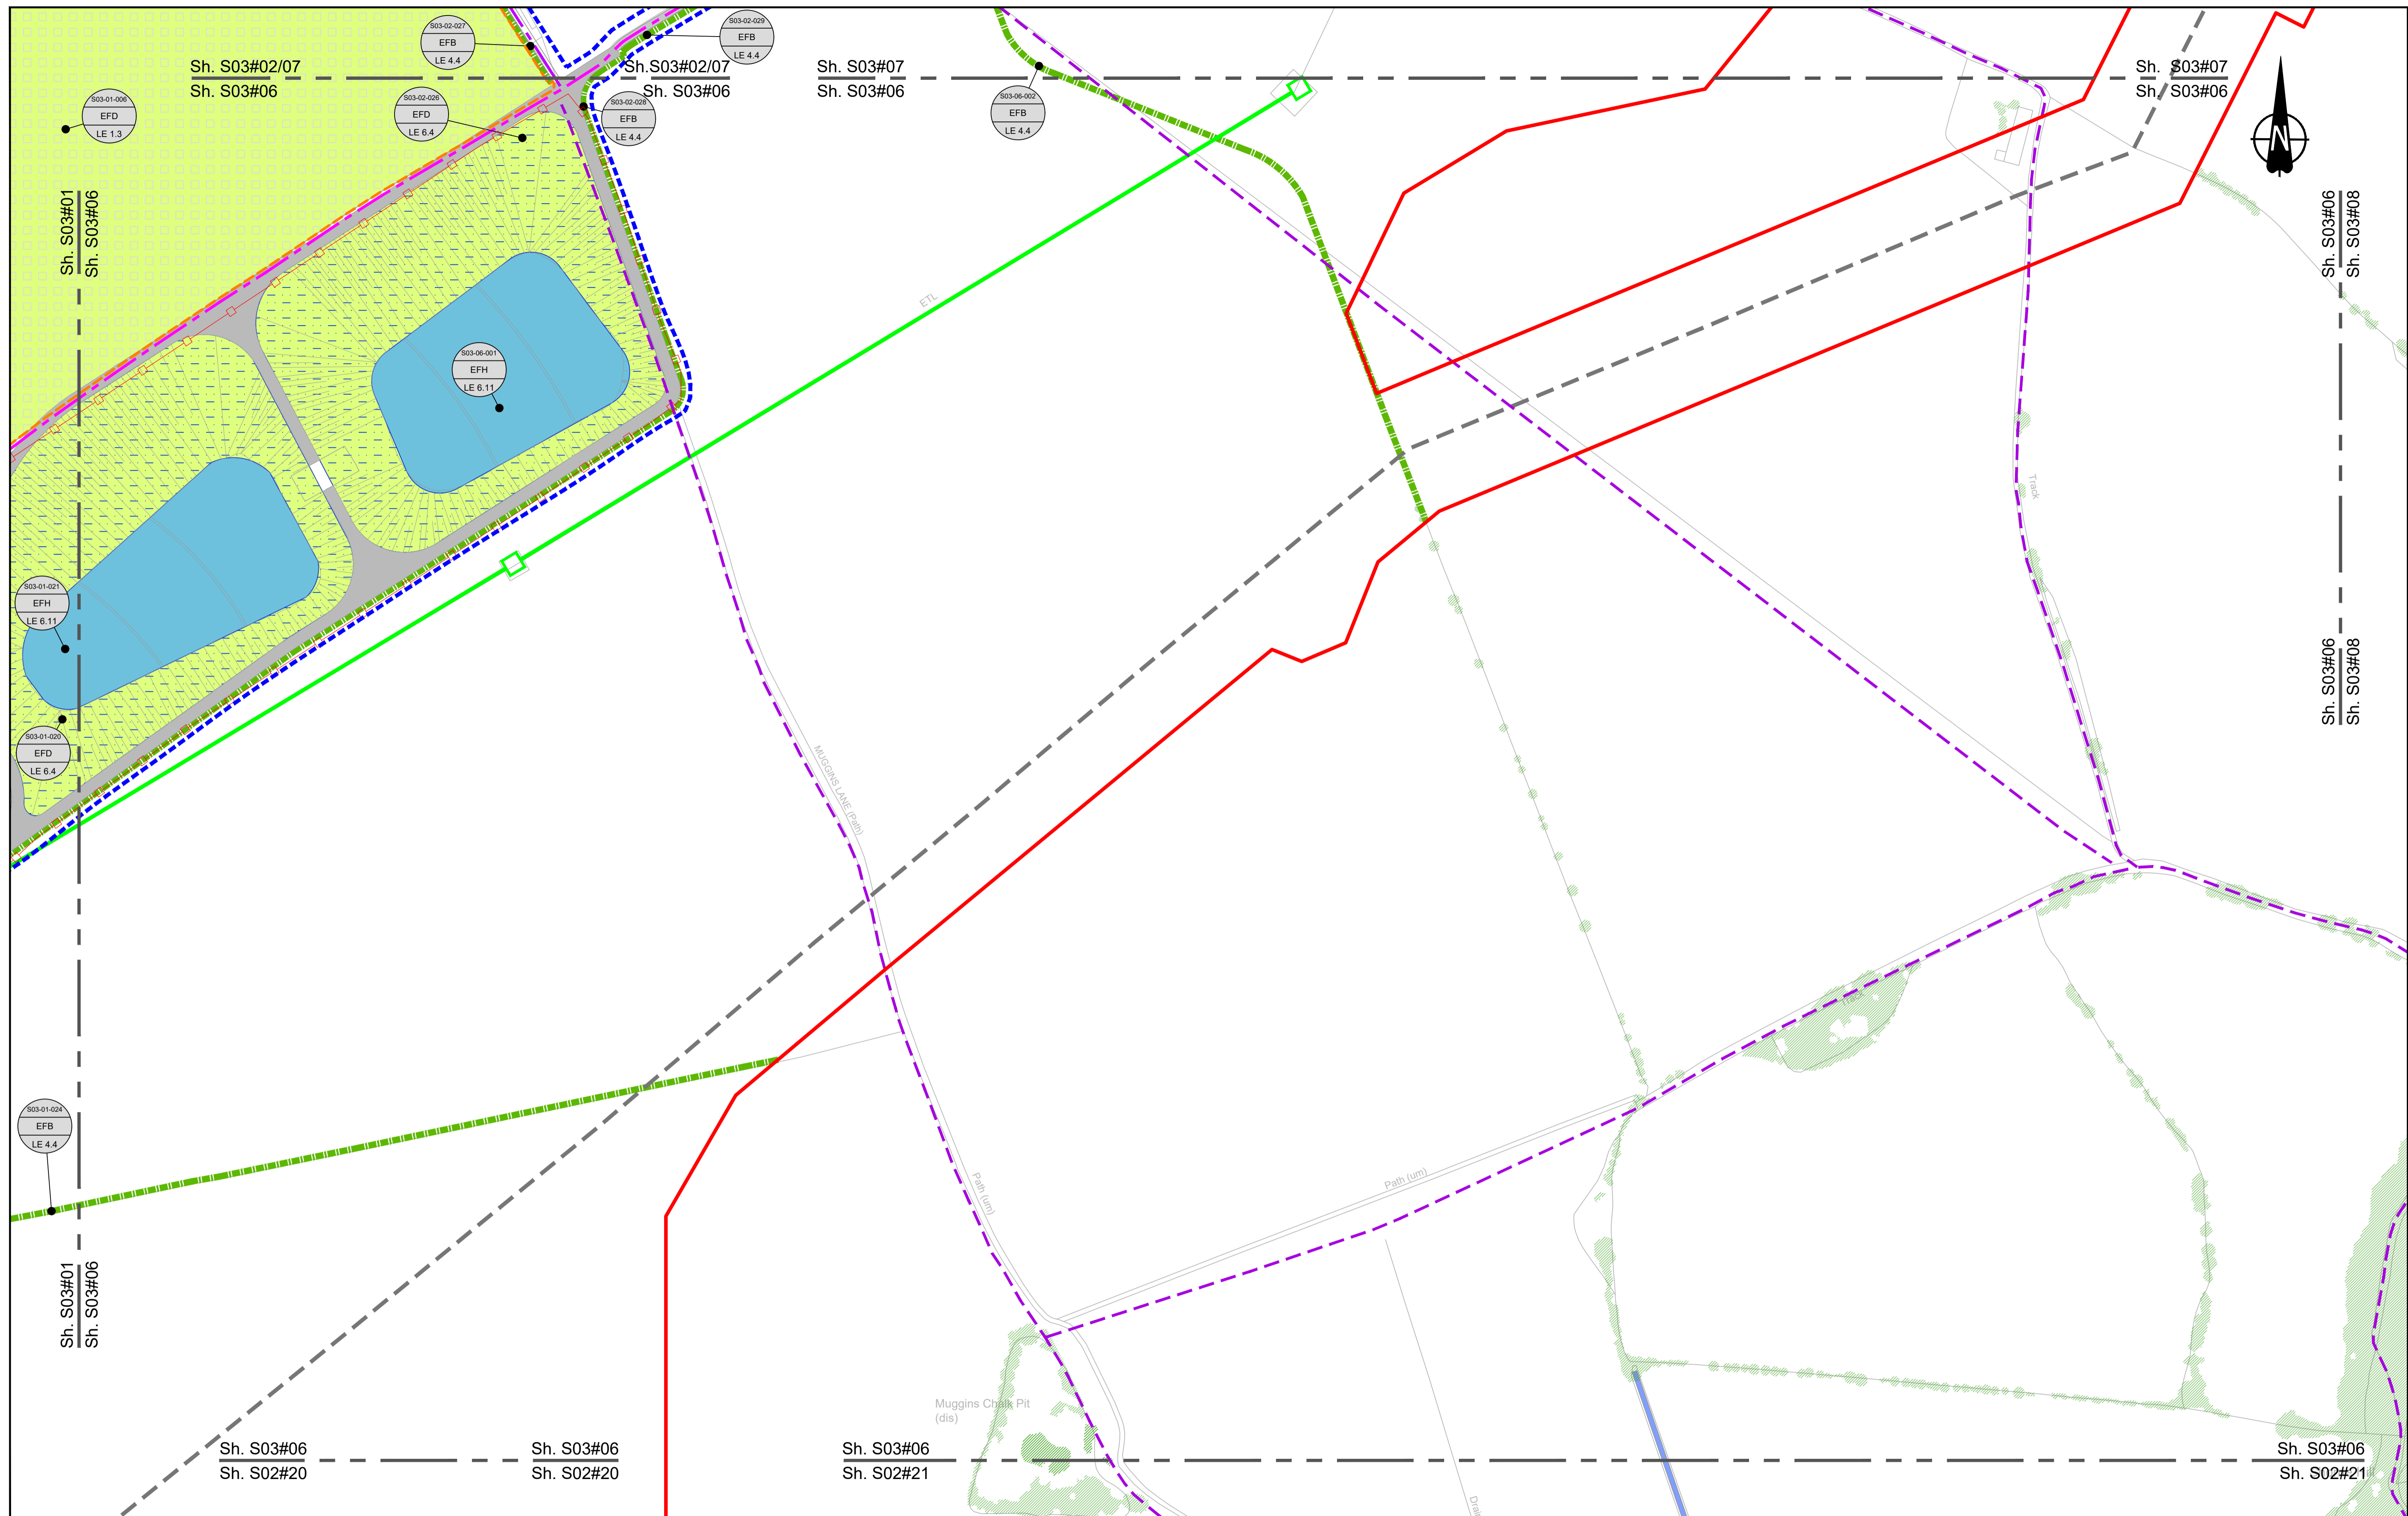 S03-02-027
EFB
LE 4.4
S03-02-029
EFB
LE 4.4
Sh. S03#02/07
Sh. S03#06
Sh.S03#02/07
Sh. S03#06
Sh. S03#07
Sh. S03#06
Sh. S03#07
Sh. S03#06
S03-01-006
EFD
LE 1.3
S03-02-026
EFD
LE 6.4
S03-02-028
EFB
LE 4.4
S03-06-002
EFB
LE 4.4
N
Sh. S03#01
Sh. S03#06
Sh. S03#06
Sh. S03#08
ETL
S03-06-001
EFH
LE 6.11
Track
S03-01-021
EFH
LE 6.11
Sh. S03#06
Sh. S03#08
S03-01-020
EFD
LE 6.4
MUGGINS LANE (Path)
Track
S03-01-024
EFB
LE 4.4
Path (um)
Path (um)
Sh. S03#01
Sh. S03#06
Muggins Chalk Pit
(dis)
Sh. S03#06
Sh. S02#20
Sh. S03#06
Sh. S02#20
Sh. S03#06
Sh. S02#21
Sh. S03#06
Sh. S02#21